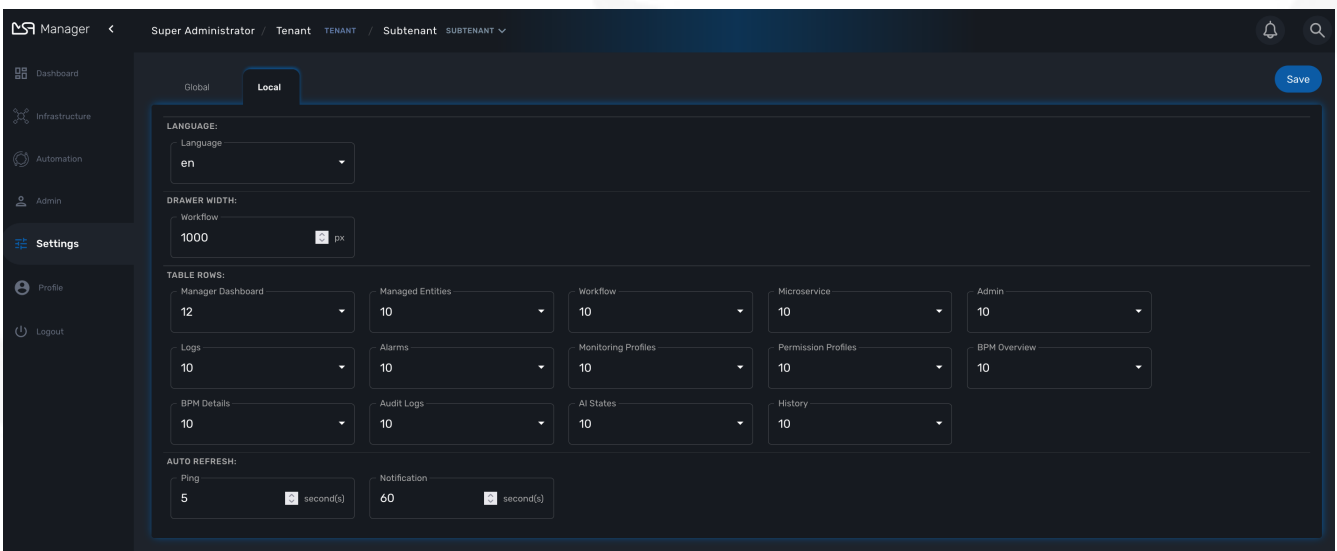 Manager
Super Administrator / Tenant TENANT / Subtenant SUBTENANT
Dashboard
Infrastructure
Automation
Admin
Settings
Profile
Logout
Global
Local
Save
LANGUAGE:
Language
en
DRAWER WIDTH:
Workflow
1000 px
TABLE ROWS:
Manager Dashboard Managed Entities Workflow Microservice Admin
12 10 10 10 10
Logs Alarms Monitoring Profiles Permission Profiles BPM Overview
10 10 10 10 10
BPM Details Audit Logs AI States History
10 10 10 10
AUTO REFRESH:
Ping Notification
5 second(s) 60 second(s)